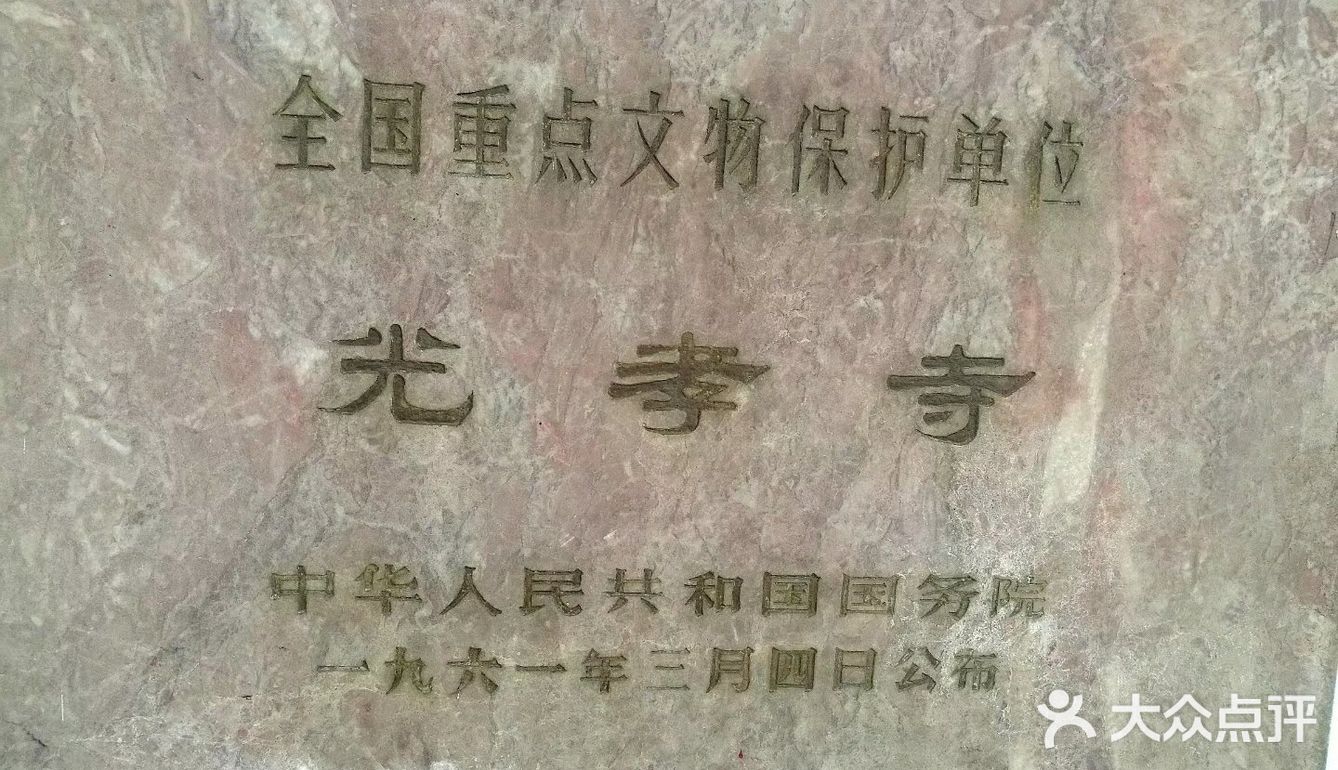 全国重点文物保护单位
光孝寺
中华人民共和国国务院
一九六一年三月四日公布
大众点评